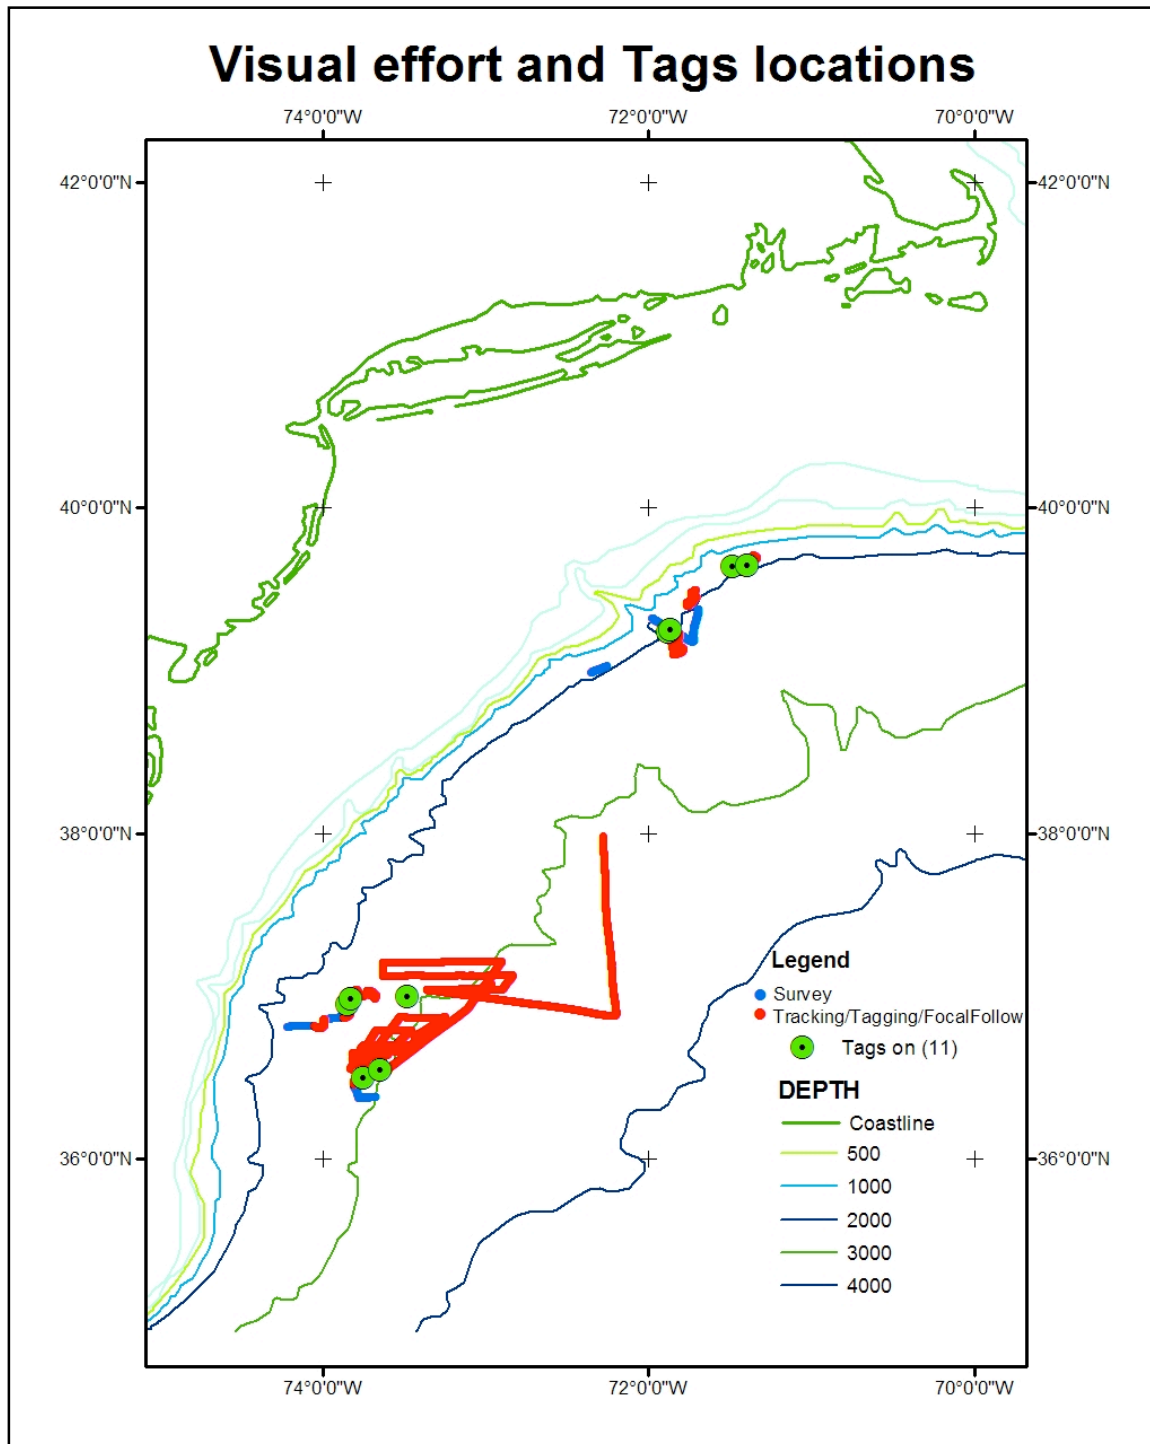 Visual effort and Tags locations
74°0'0"W 72°0'0"W 70°0'0"W
42°0'0"N 42°0'0"N
40°0'0"N 40°0'0"N
38°0'0"N 38°0'0"N
Legend
Survey
Tracking/Tagging/FocalFollow
Tags on (11)
DEPTH
Coastline
500
36°0'0"N 36°0'0"N
1000
2000
3000
4000
74°0'0"W 72°0'0"W 70°0'0"W